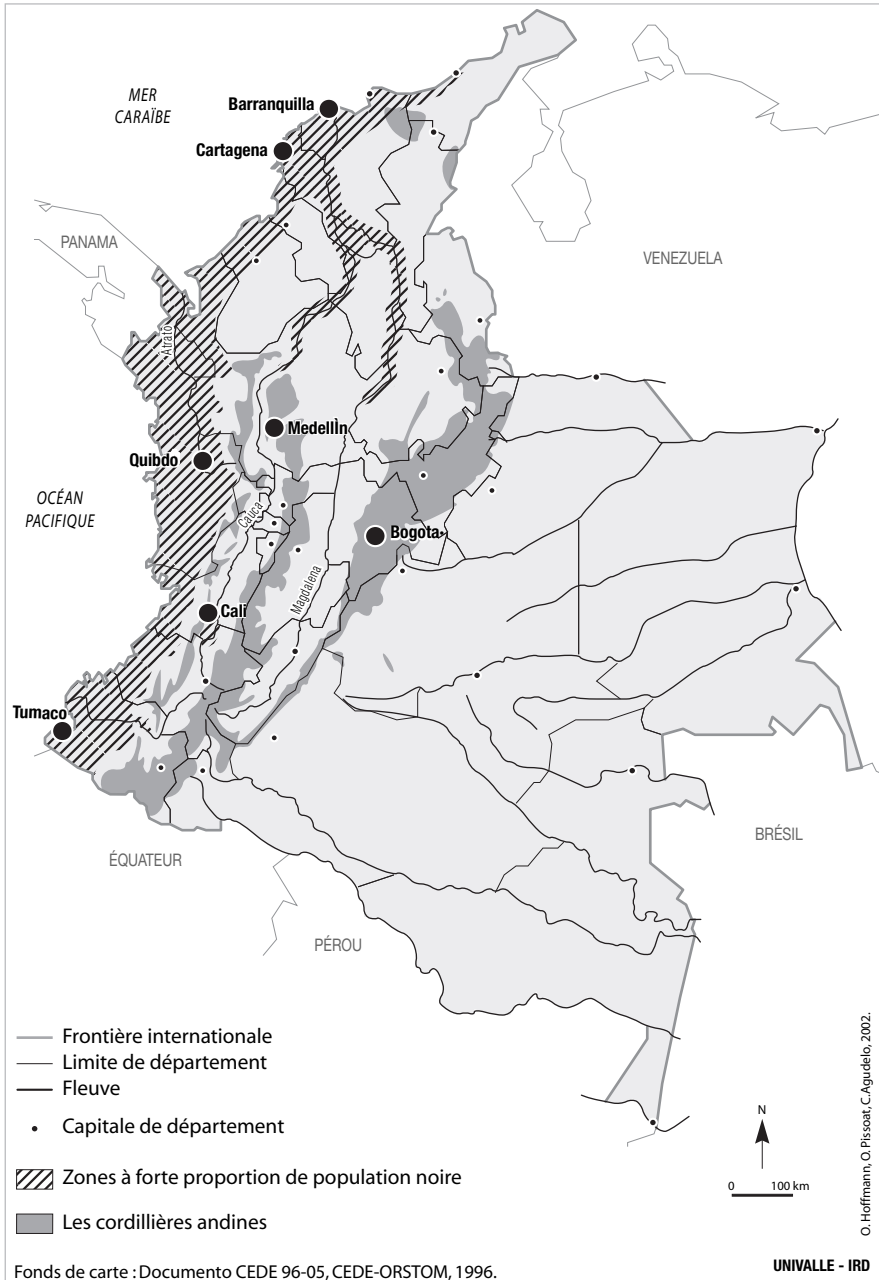 MER
CARAÏBE
Barranquilla
Cartagena
PANAMA
VENEZUELA
Atrato
Medellìn
Quibdo
OCÉAN
PACIFIQUE
Cauca
Bogota
Magdalena
Cali
Tumaco
ÉQUATEUR
BRÉSIL
PÉROU
Frontière internationale
Limite de département
Fleuve
Capitale de département
Zones à forte proportion de population noire
Les cordillières andines
N
0 100 km
O. Hoffmann, O. Pissoat, C. Agudelo, 2002.
Fonds de carte : Documento CEDE 96-05, CEDE-ORSTOM, 1996.
UNIVALLE - IRD